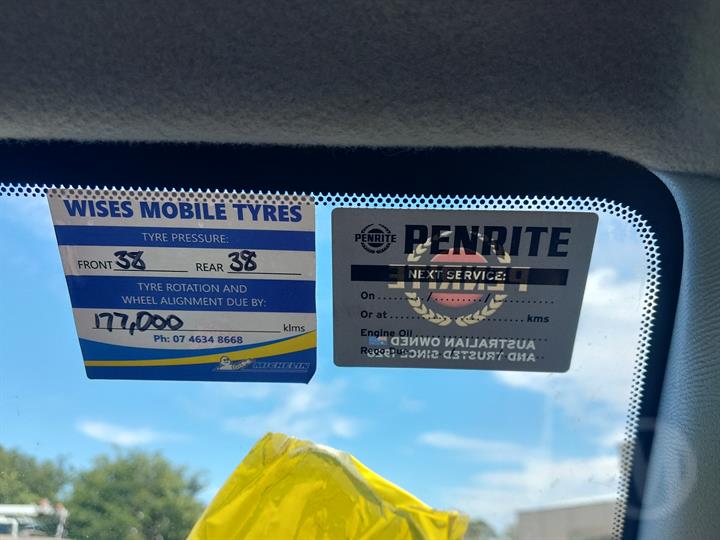 WISES MOBILE TYRES
TYRE PRESSURE:
FRONT 38 REAR 38
TYRE ROTATION AND
WHEEL ALIGNMENT DUE BY:
177,000 klms
Ph: 07 4634 8668
MICHELIN
PENRITE PENRITE
PENRITE
NEXT SERVICE:
On ....../....../......
Or at ...... kms
Engine Oil ......
AUSTRALIAN OWNED
AND TRUSTED SINCE